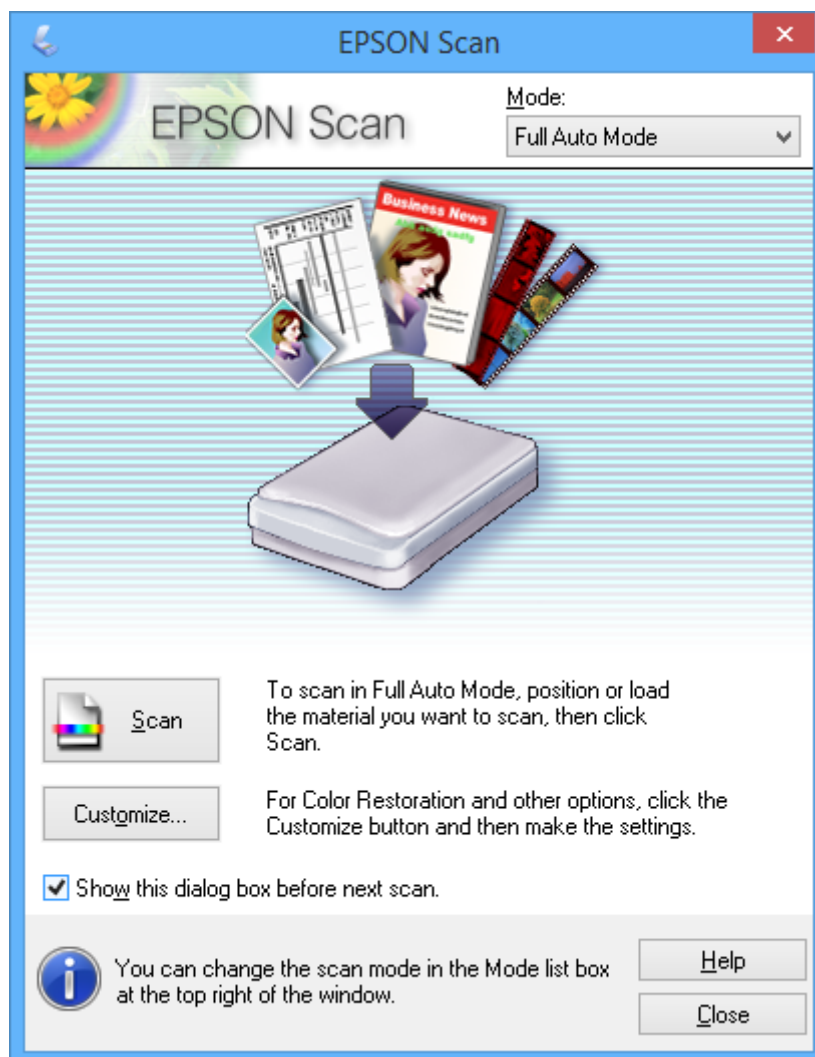 EPSON Scan
EPSON Scan
Mode:
Full Auto Mode
Business News
Scan
To scan in Full Auto Mode, position or load
the material you want to scan, then click
Scan.
Customize...
For Color Restoration and other options, click the
Customize button and then make the settings.
Show this dialog box before next scan.
You can change the scan mode in the Mode list box
at the top right of the window.
Help
Close